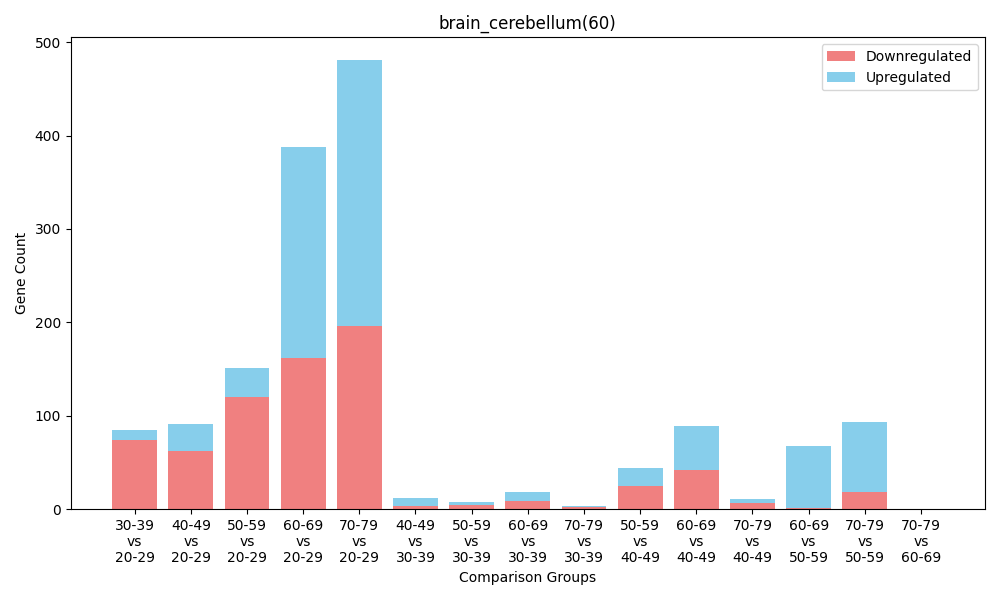 brain_cerebellum(60)
Downregulated
Upregulated
Gene Count
500
400
300
200
100
0
30-39
vs
20-29
40-49
vs
20-29
50-59
vs
20-29
60-69
vs
20-29
70-79
vs
20-29
40-49
vs
30-39
50-59
vs
30-39
60-69
vs
30-39
70-79
vs
30-39
50-59
vs
40-49
60-69
vs
40-49
70-79
vs
40-49
60-69
vs
50-59
70-79
vs
50-59
70-79
vs
60-69
Comparison Groups